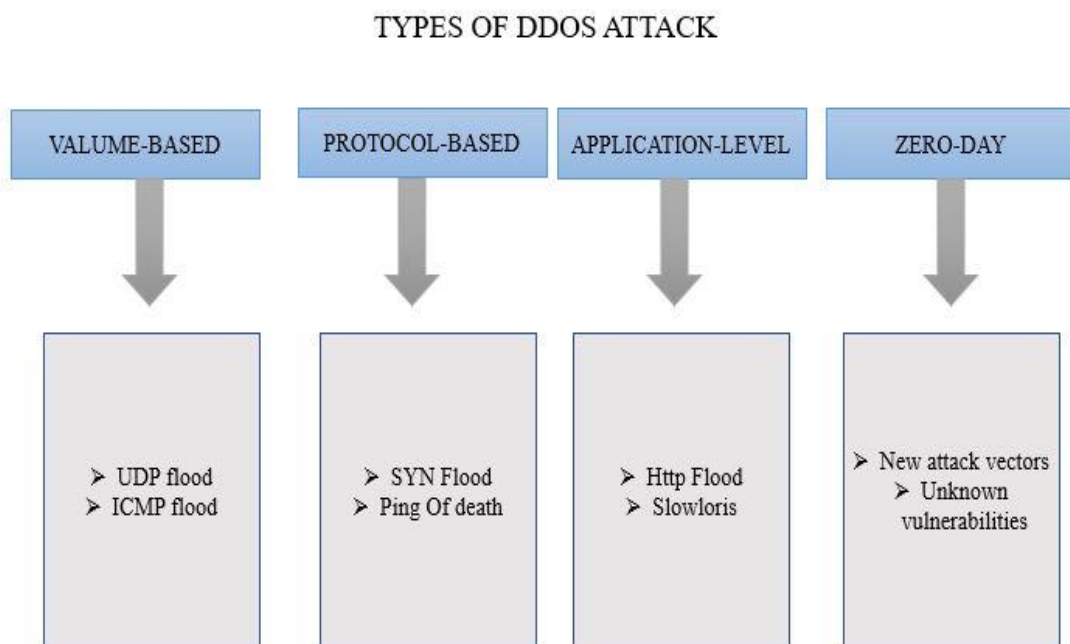 TYPES OF DDOS ATTACK
VALUME-BASED
PROTOCOL-BASED
APPLICATION-LEVEL
ZERO-DAY
➤ UDP flood
➤ ICMP flood
➤ SYN Flood
➤ Ping Of death
➤ Http Flood
➤ Slowloris
➤ New attack vectors
➤ Unknown
vulnerabilities